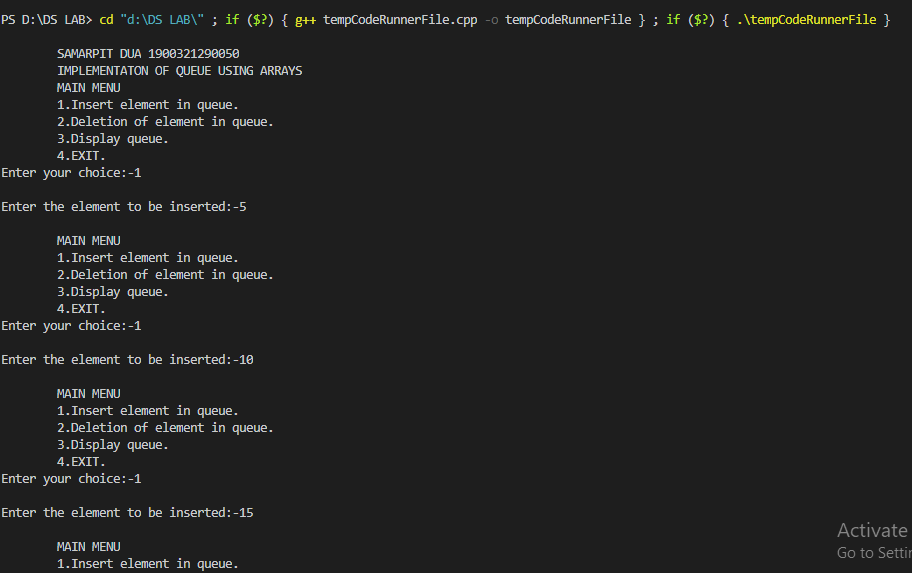 PS D:\DS LAB> cd "d:\DS LAB\" ; if ($?) { g++ tempCodeRunnerFile.cpp -o tempCodeRunnerFile } ; if ($?) { .\tempCodeRunnerFile }
SAMARPIT DUA 1900321290050
IMPLEMENTATON OF QUEUE USING ARRAYS
MAIN MENU
1.Insert element in queue.
2.Deletion of element in queue.
3.Display queue.
4.EXIT.
Enter your choice:-1
Enter the element to be inserted:-5
MAIN MENU
1.Insert element in queue.
2.Deletion of element in queue.
3.Display queue.
4.EXIT.
Enter your choice:-1
Enter the element to be inserted:-10
MAIN MENU
1.Insert element in queue.
2.Deletion of element in queue.
3.Display queue.
4.EXIT.
Enter your choice:-1
Enter the element to be inserted:-15
MAIN MENU
1.Insert element in queue.
Activate
Go to